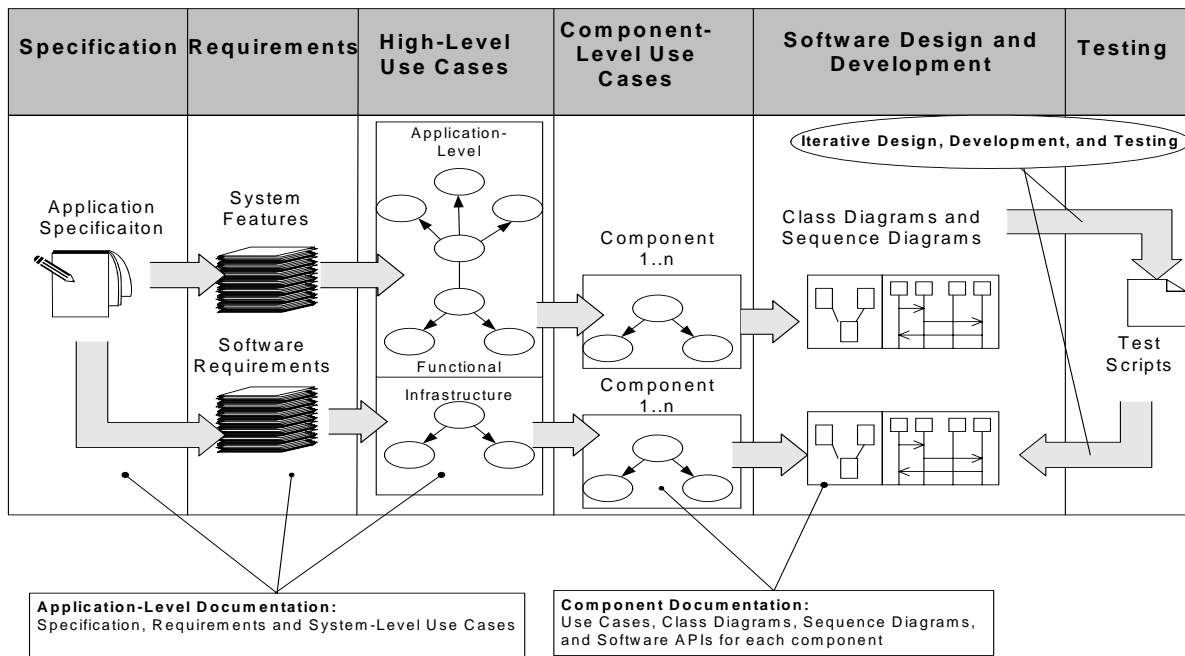 Specification
Requirements
High-Level
Use Cases
Component-
Level Use
Cases
Software Design and
Development
Testing
Application
Specificaiton
System
Features
Software
Requirements
Application-
Level
Functional
Infrastructure
Component
1..n
Component
1..n
Iterative Design, Development, and Testing
Class Diagrams and
Sequence Diagrams
Test
Scripts
Application-Level Documentation:
Specification, Requirements and System-Level Use Cases
Component Documentation:
Use Cases, Class Diagrams, Sequence Diagrams,
and Software APIs for each component